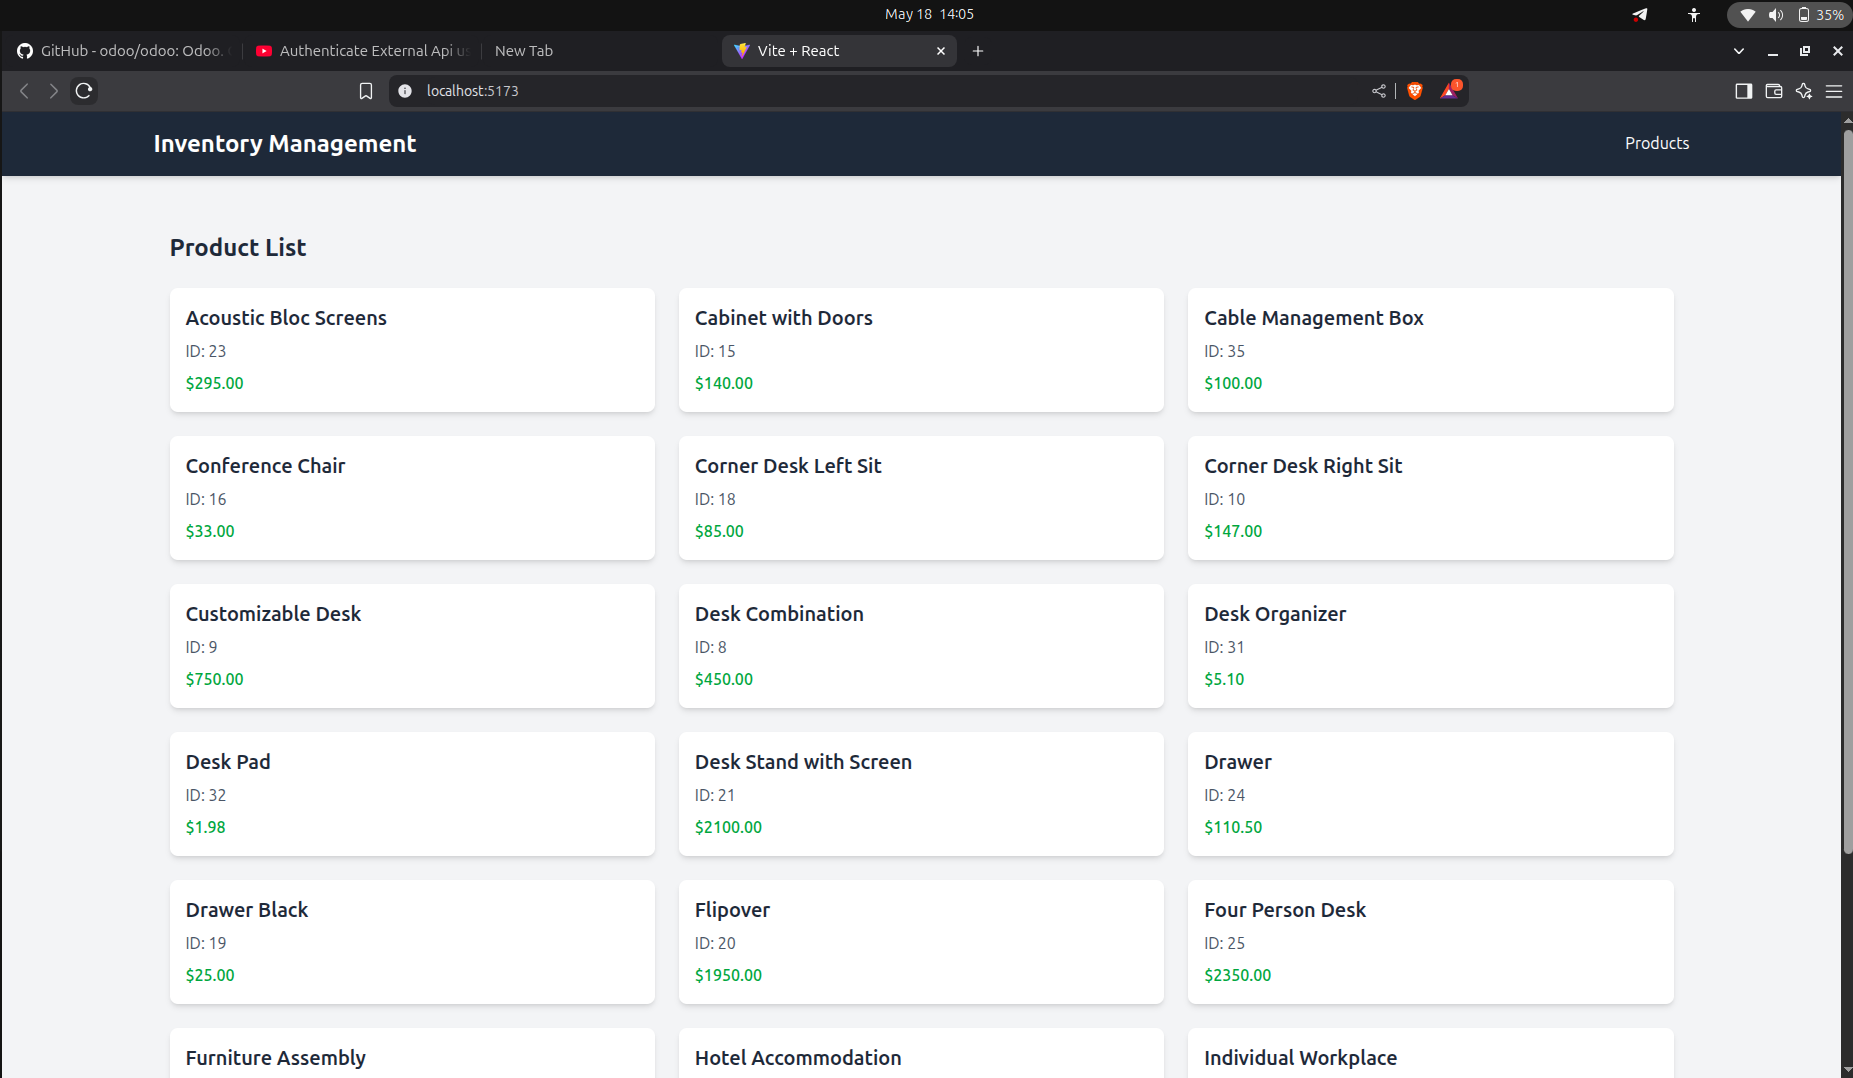 May 18 14:05
35%
GitHub - odoo/odoo: Odoo.
Authenticate External Api us
New Tab
Vite + React
localhost:5173
1
Inventory Management
Products
Product List
Acoustic Bloc Screens
ID: 23
$295.00
Cabinet with Doors
ID: 15
$140.00
Cable Management Box
ID: 35
$100.00
Conference Chair
ID: 16
$33.00
Corner Desk Left Sit
ID: 18
$85.00
Corner Desk Right Sit
ID: 10
$147.00
Customizable Desk
ID: 9
$750.00
Desk Combination
ID: 8
$450.00
Desk Organizer
ID: 31
$5.10
Desk Pad
ID: 32
$1.98
Desk Stand with Screen
ID: 21
$2100.00
Drawer
ID: 24
$110.50
Drawer Black
ID: 19
$25.00
Flipover
ID: 20
$1950.00
Four Person Desk
ID: 25
$2350.00
Furniture Assembly
Hotel Accommodation
Individual Workplace